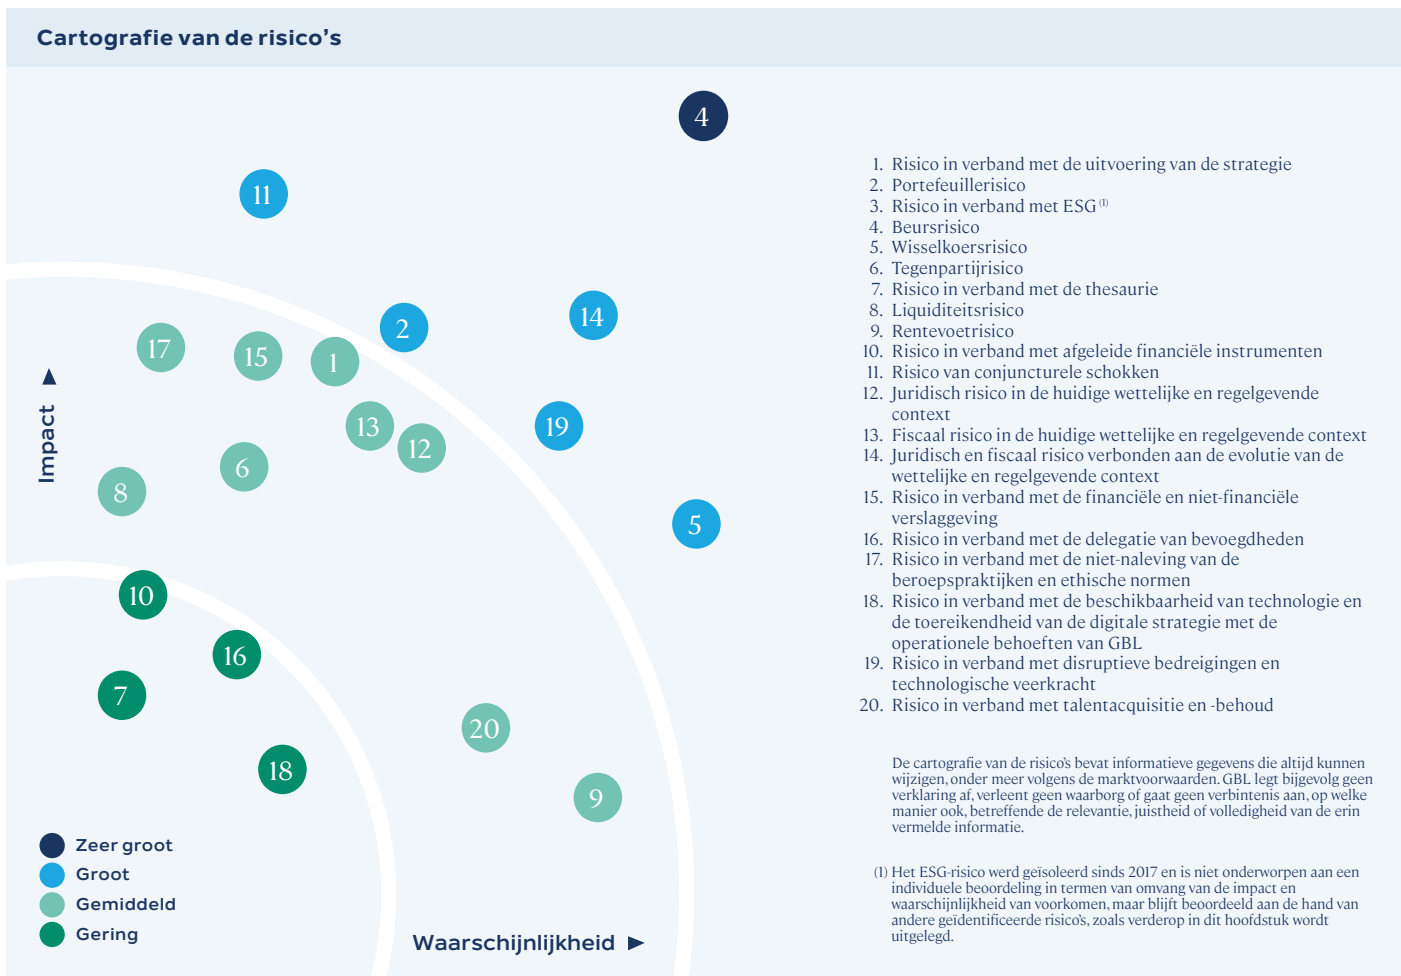 Cartografie van de risico's
4
11
2
14
17
15
1
13
12
19
6
8
5
10
16
7
18
20
9
Impact ▶
Waarschijnlijkheid ▶
Zeer groot
Groot
Gemiddeld
Gering
1. Risico in verband met de uitvoering van de strategie
2. Portefeuillerisico
3. Risico in verband met ESG (1)
4. Beursrisico
5. Wisselkoersrisico
6. Tegenpartijrisico
7. Risico in verband met de thesaurie
8. Liquiditeitsrisico
9. Rentevoetrisico
10. Risico in verband met afgeleide financiële instrumenten
11. Risico van conjuncturele schokken
12. Juridisch risico in de huidige wettelijke en regelgevende
context
13. Fiscaal risico in de huidige wettelijke en regelgevende context
14. Juridisch en fiscaal risico verbonden aan de evolutie van de
wettelijke en regelgevende context
15. Risico in verband met de financiële en niet-financiële
verslaggeving
16. Risico in verband met de delegatie van bevoegdheden
17. Risico in verband met de niet-naleving van de
beroepspraktijken en ethische normen
18. Risico in verband met de beschikbaarheid van technologie en
de toereikendheid van de digitale strategie met de
operationele behoeften van GBL
19. Risico in verband met disruptieve bedreigingen en
technologische veerkracht
20. Risico in verband met talentacquisitie en -behoud
De cartografie van de risico's bevat informatieve gegevens die altijd kunnen
wijzigen, onder meer volgens de marktvoorwaarden. GBL legt bijgevolg geen
verklaring af, verleent geen waarborg of gaat geen verbintenis aan, op welke
manier ook, betreffende de relevantie, juistheid of volledigheid van de erin
vermelde informatie.
(1) Het ESG-risico werd geïsoleerd sinds 2017 en is niet onderworpen aan een
individuele beoordeling in termen van omvang van de impact en
waarschijnlijkheid van voorkomen, maar blijft beoordeeld aan de hand van
andere geïdentificeerde risico's, zoals verderop in dit hoofdstuk wordt
uitgelegd.